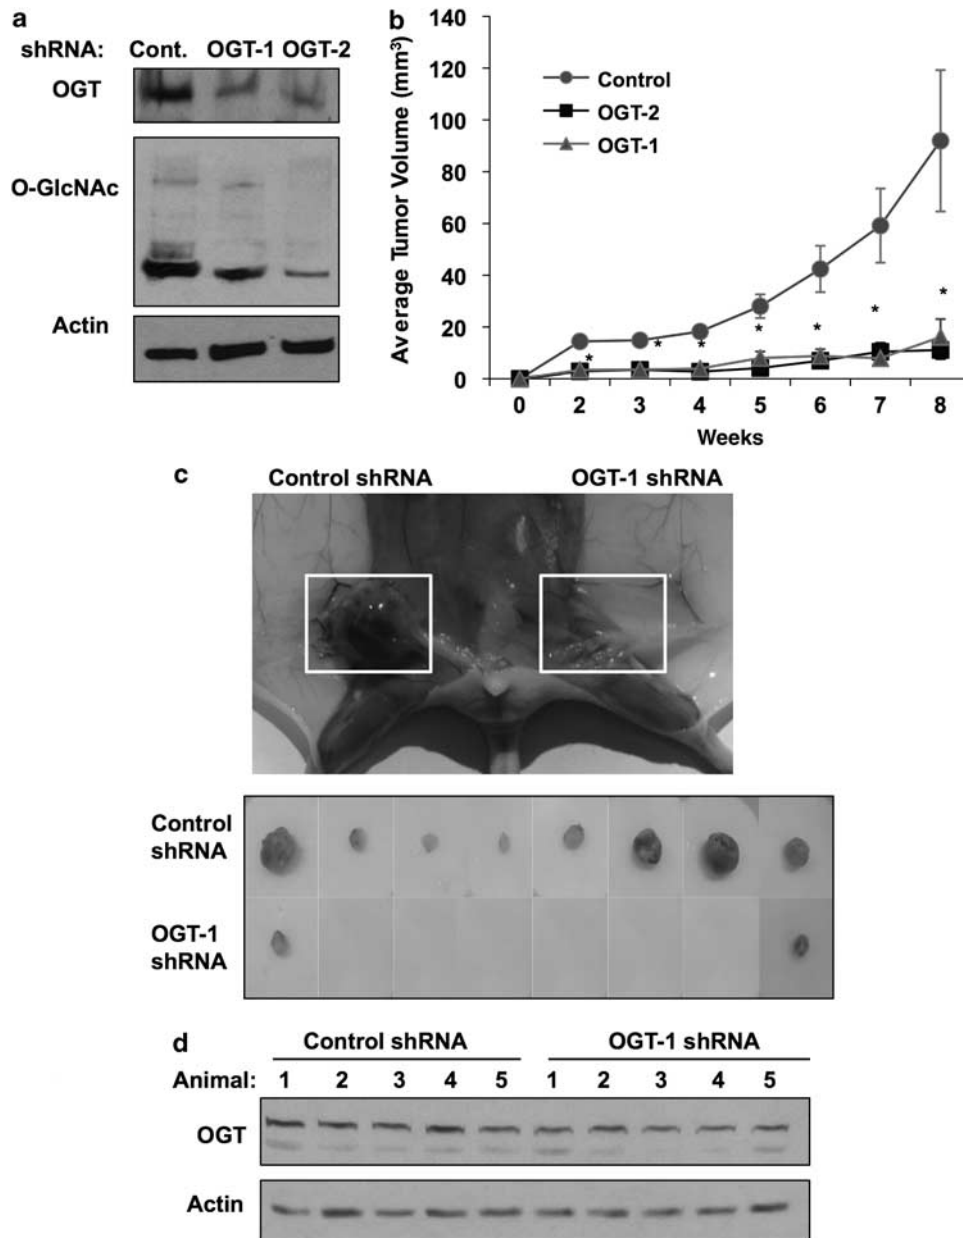 a
shRNA: Cont. OGT-1 OGT-2
OGT
O-GlcNAc
Actin
b
Average Tumor Volume (mm³)
140
120
100
80
60
40
20
0
Control
OGT-2
OGT-1
* * * * * * *
0 2 3 4 5 6 7 8
Weeks
c
Control shRNA OGT-1 shRNA
Control
shRNA
OGT-1
shRNA
d
Control shRNA OGT-1 shRNA
Animal: 1 2 3 4 5 1 2 3 4 5
OGT
Actin